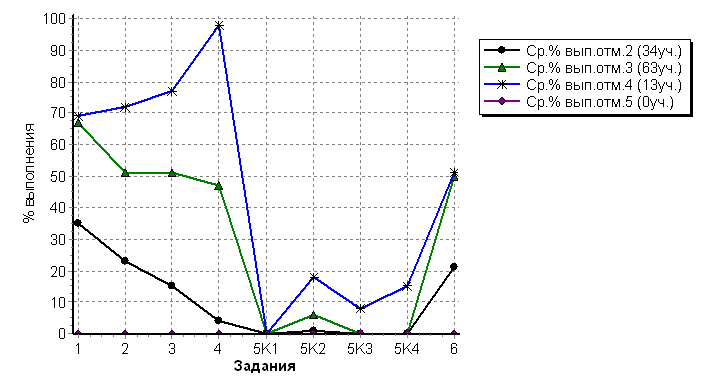 % выполнения
100
90
80
70
60
50
40
30
20
10
0
1 2 3 4 5К1 5К2 5К3 5К4 6
Задания
Ср.% вып.отм.2 (34уч.)
Ср.% вып.отм.3 (63уч.)
Ср.% вып.отм.4 (13уч.)
Ср.% вып.отм.5 (0уч.)